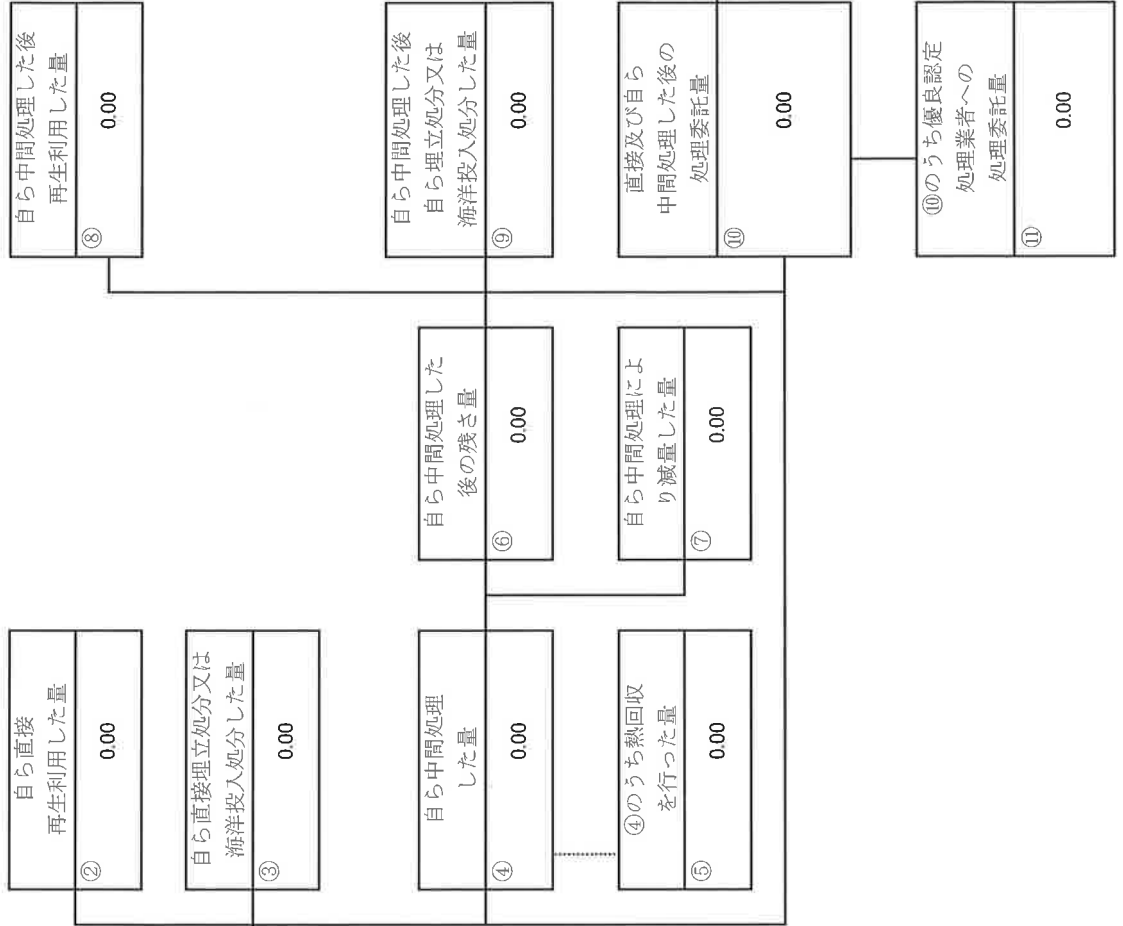 自ら直接
再生利用した量
②
0.00
自ら直接埋立処分又は
海洋投入処分した量
③
0.00
自ら中間処理
した量
④
0.00
④のうち熱回収
を行った量
⑤
0.00
自ら中間処理した
後の残さ量
⑥
0.00
自ら中間処理によ
り減量した量
⑦
0.00
自ら中間処理した後
再生利用した量
⑧
0.00
自ら中間処理した後
自ら埋立処分又は
海洋投入処分した量
⑨
0.00
直接及び自ら
中間処理した後の
処理委託量
⑩
0.00
⑩のうち優良認定
処理業者への
処理委託量
⑪
0.00